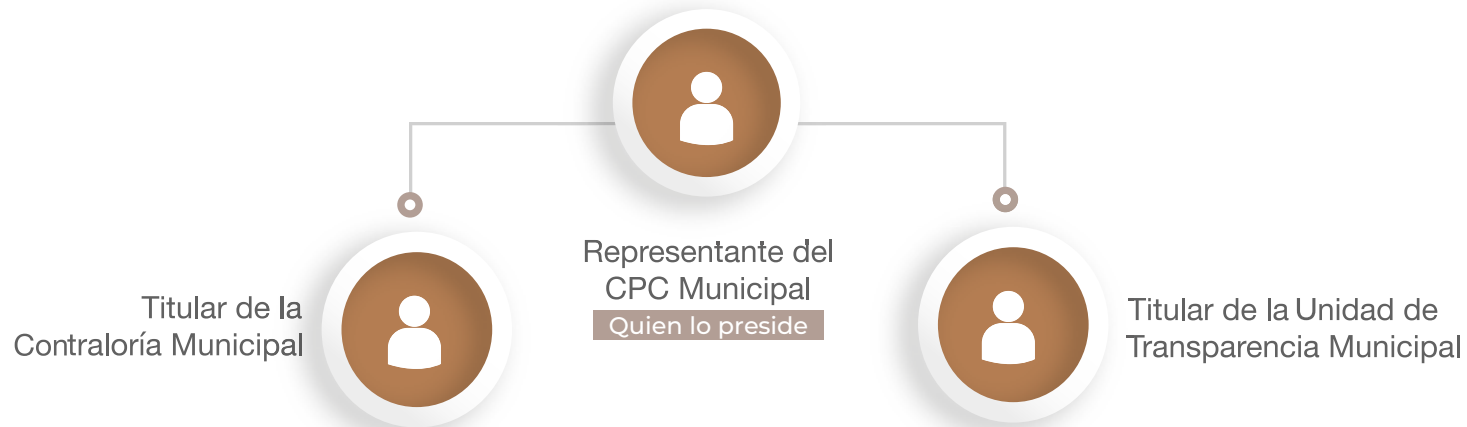 Representante del
CPC Municipal
Quien lo preside
Titular de la
Contraloría Municipal
Titular de la Unidad de
Transparencia Municipal